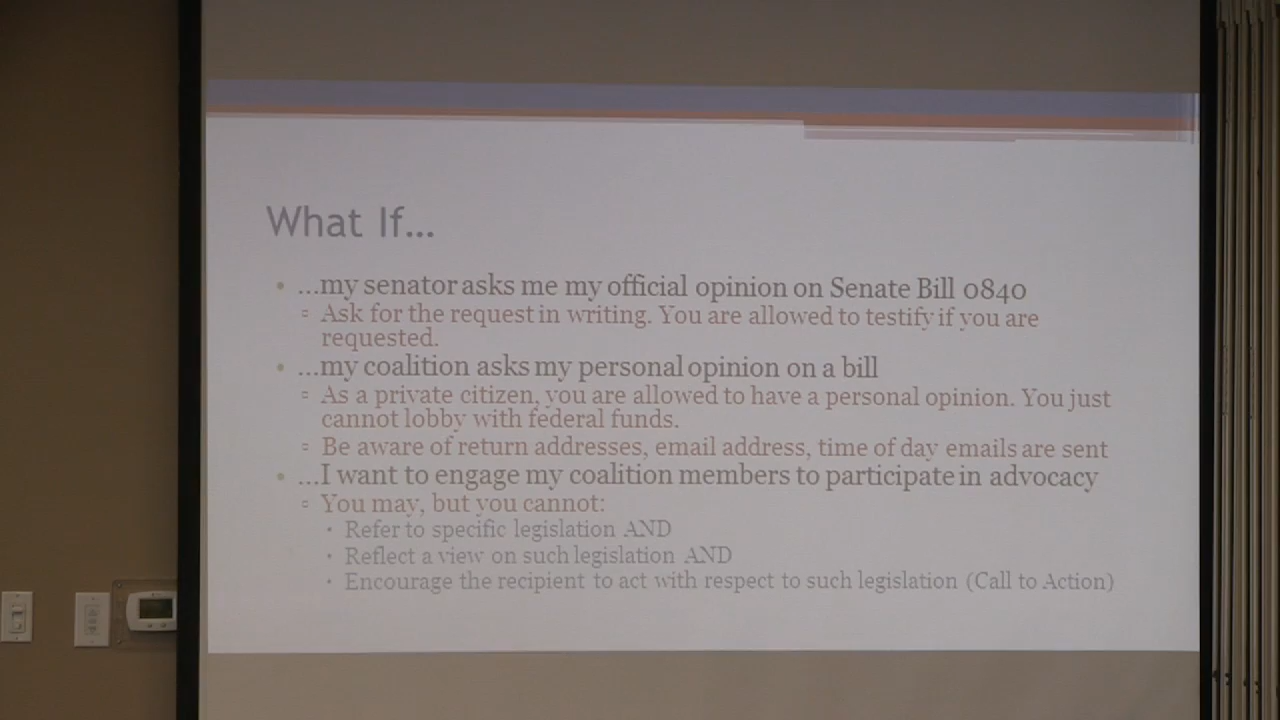 What If...
...my senator asks me my official opinion on Senate Bill 0840
Ask for the request in writing. You are allowed to testify if you are
requested.
...my coalition asks my personal opinion on a bill
As a private citizen, you are allowed to have a personal opinion. You just
cannot lobby with federal funds.
Be aware of return addresses, email address, time of day emails are sent
...I want to engage my coalition members to participate in advocacy
You may, but you cannot:
Refer to specific legislation AND
Reflect a view on such legislation AND
Encourage the recipient to act with respect to such legislation (Call to Action)